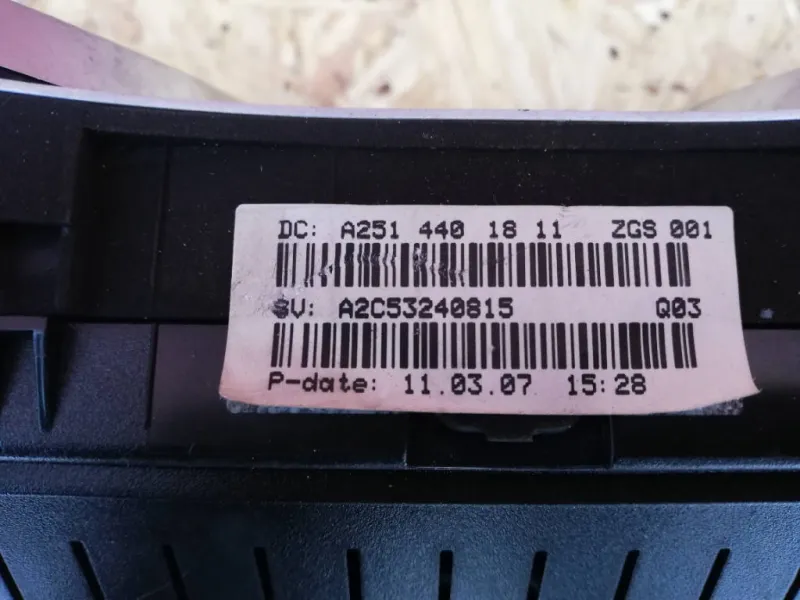 DC: A251 440 18 11 ZGS 001
SV: A2C53240815 Q03
P-date: 11.03.07 15:28